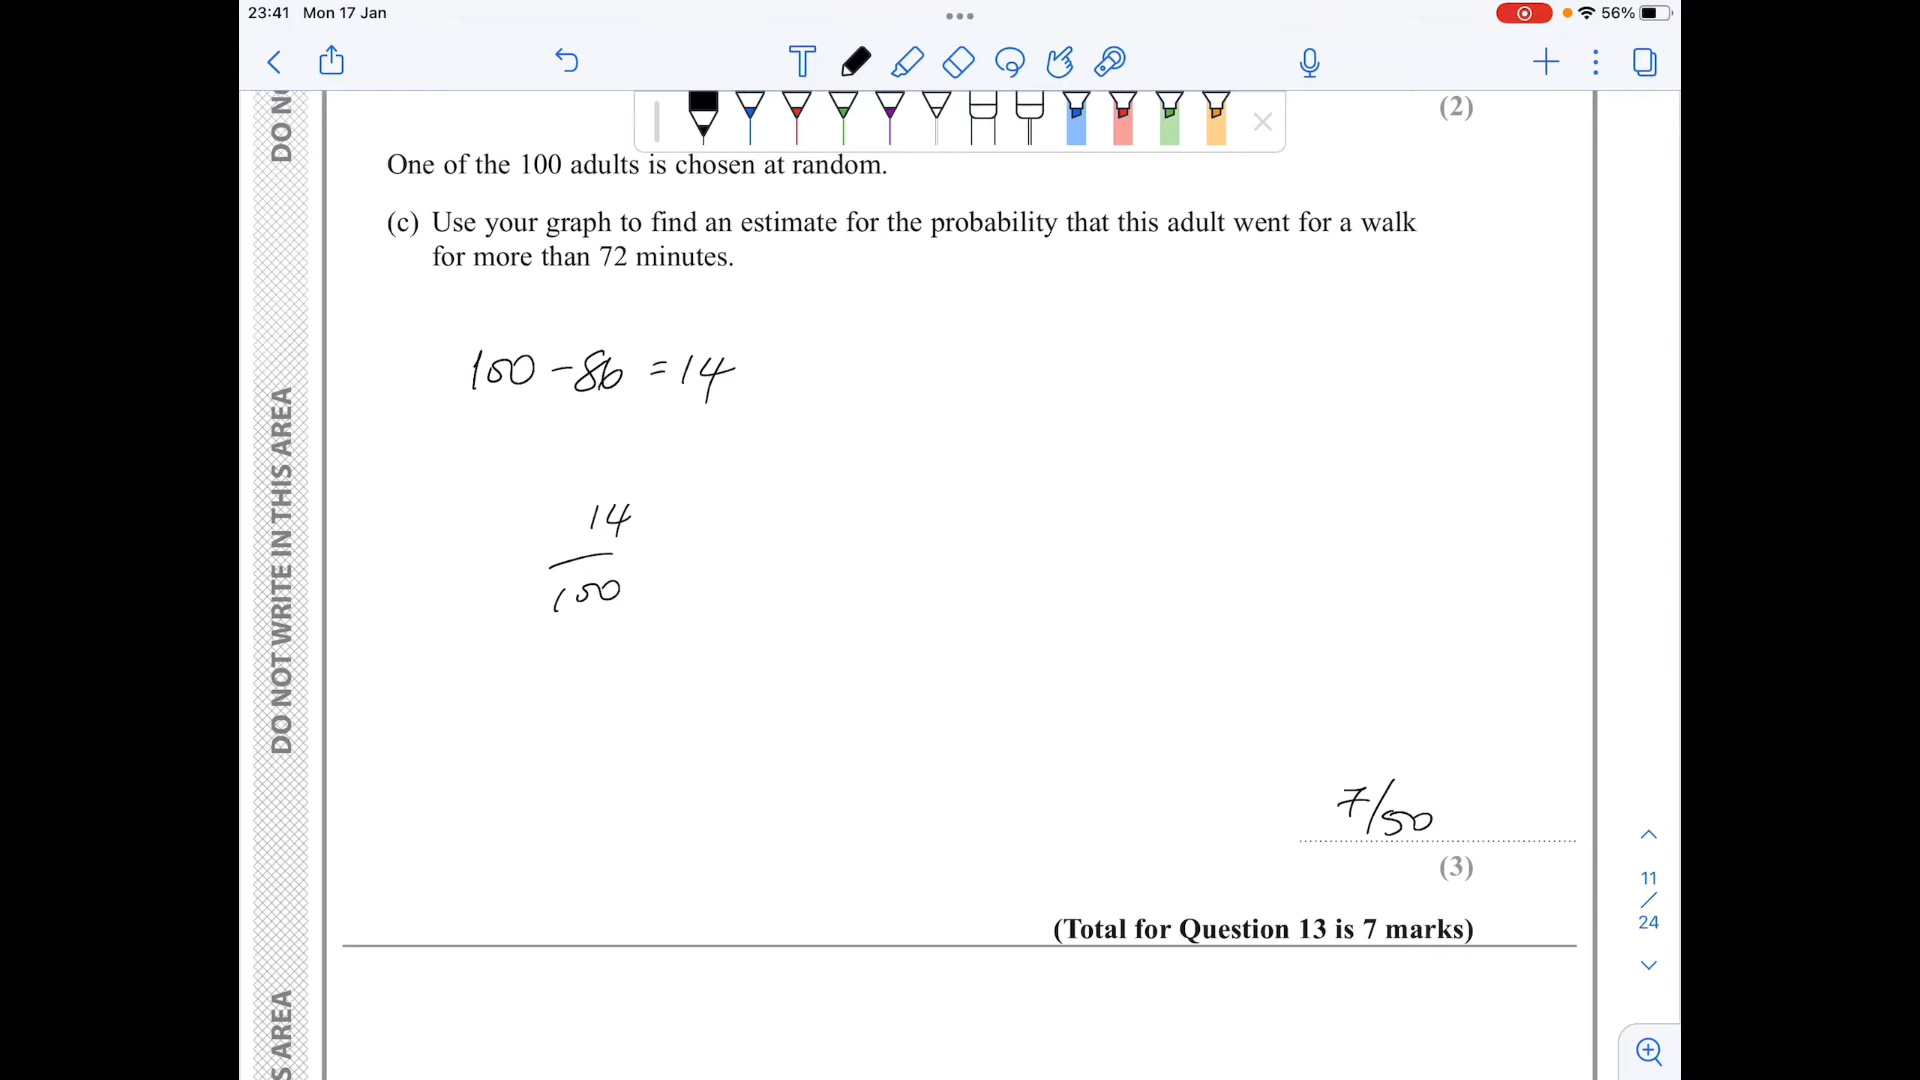 23:41 Mon 17 Jan
56%
T
DO NO
(2)
One of the 100 adults is chosen at random.
(c) Use your graph to find an estimate for the probability that this adult went for a walk
for more than 72 minutes.
100 - 86 = 14
DO NOT WRITE IN THIS AREA
14
100
7/50
(3)
11
/
24
(Total for Question 13 is 7 marks)
S AREA